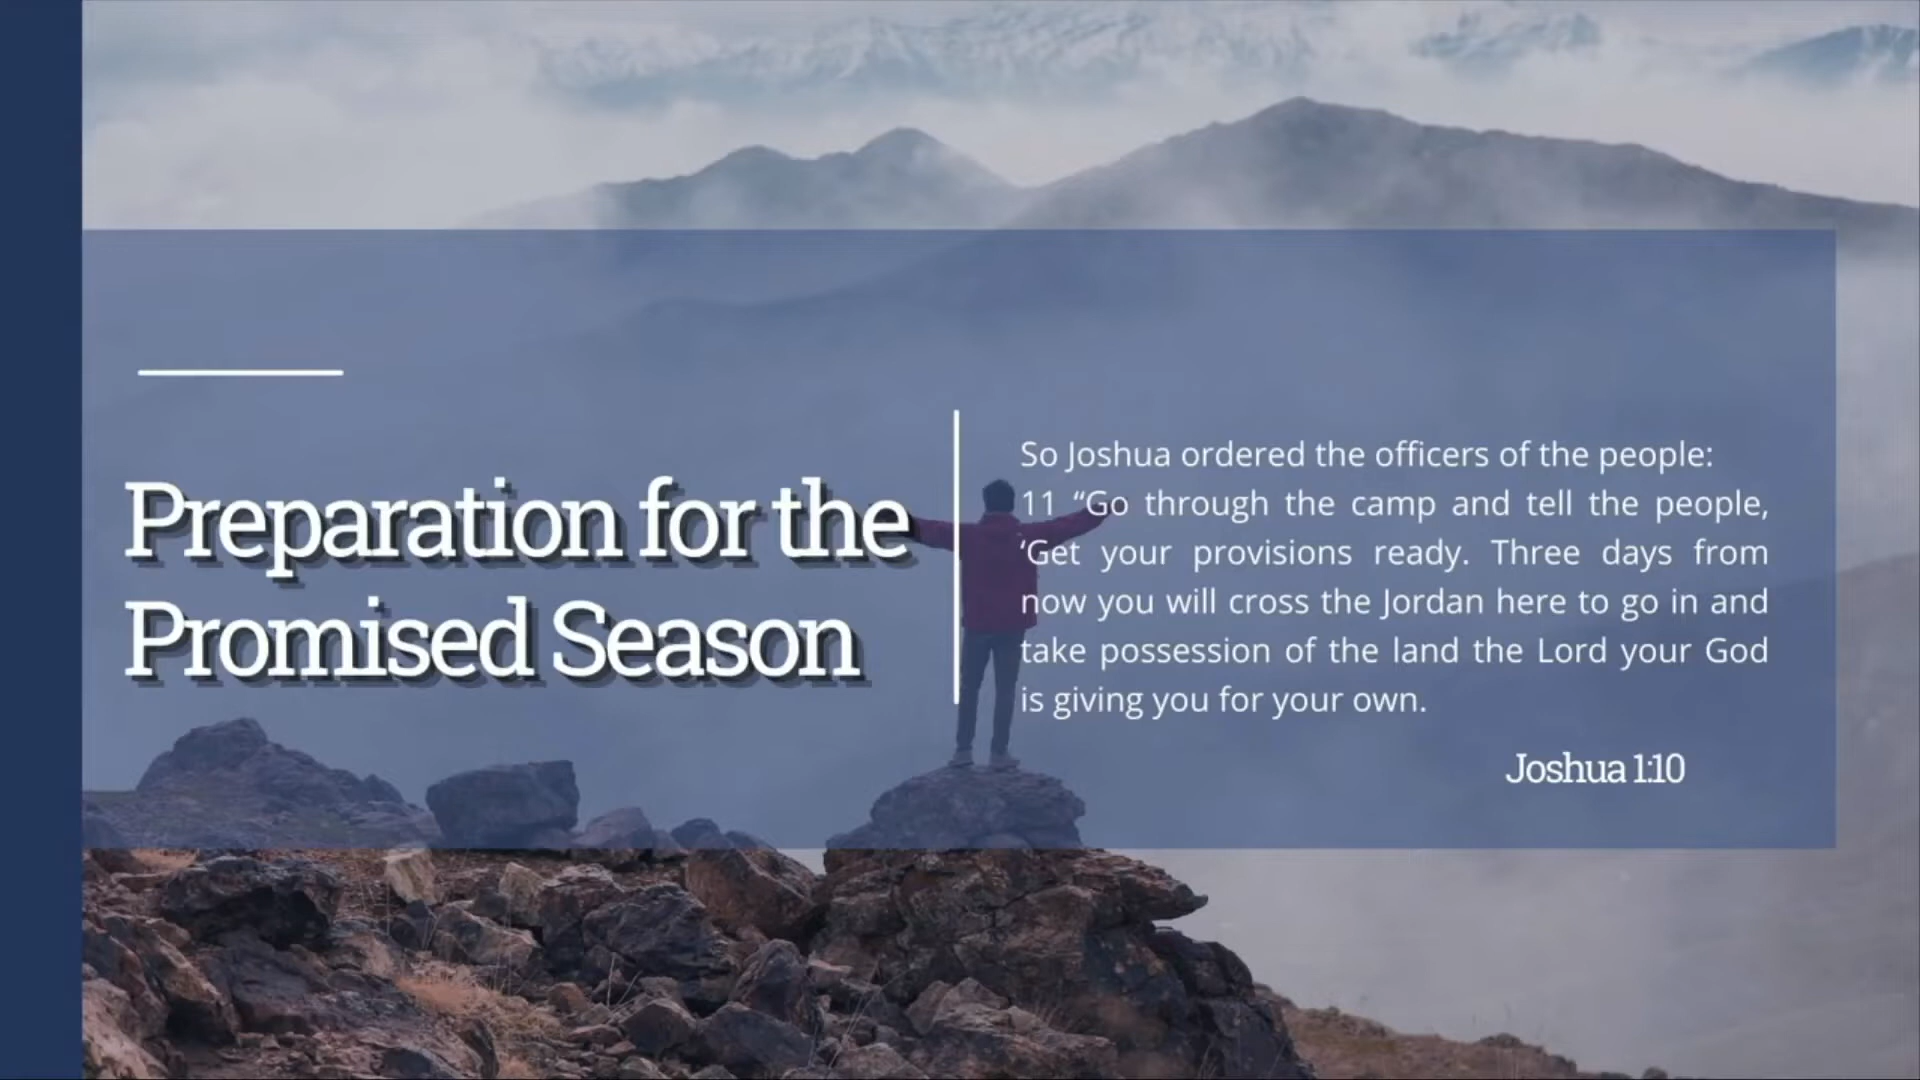 Preparation for the
Promised Season
So Joshua ordered the officers of the people:
11 “Go through the camp and tell the people,
‘Get your provisions ready. Three days from
now you will cross the Jordan here to go in and
take possession of the land the Lord your God
is giving you for your own.
Joshua 1:10